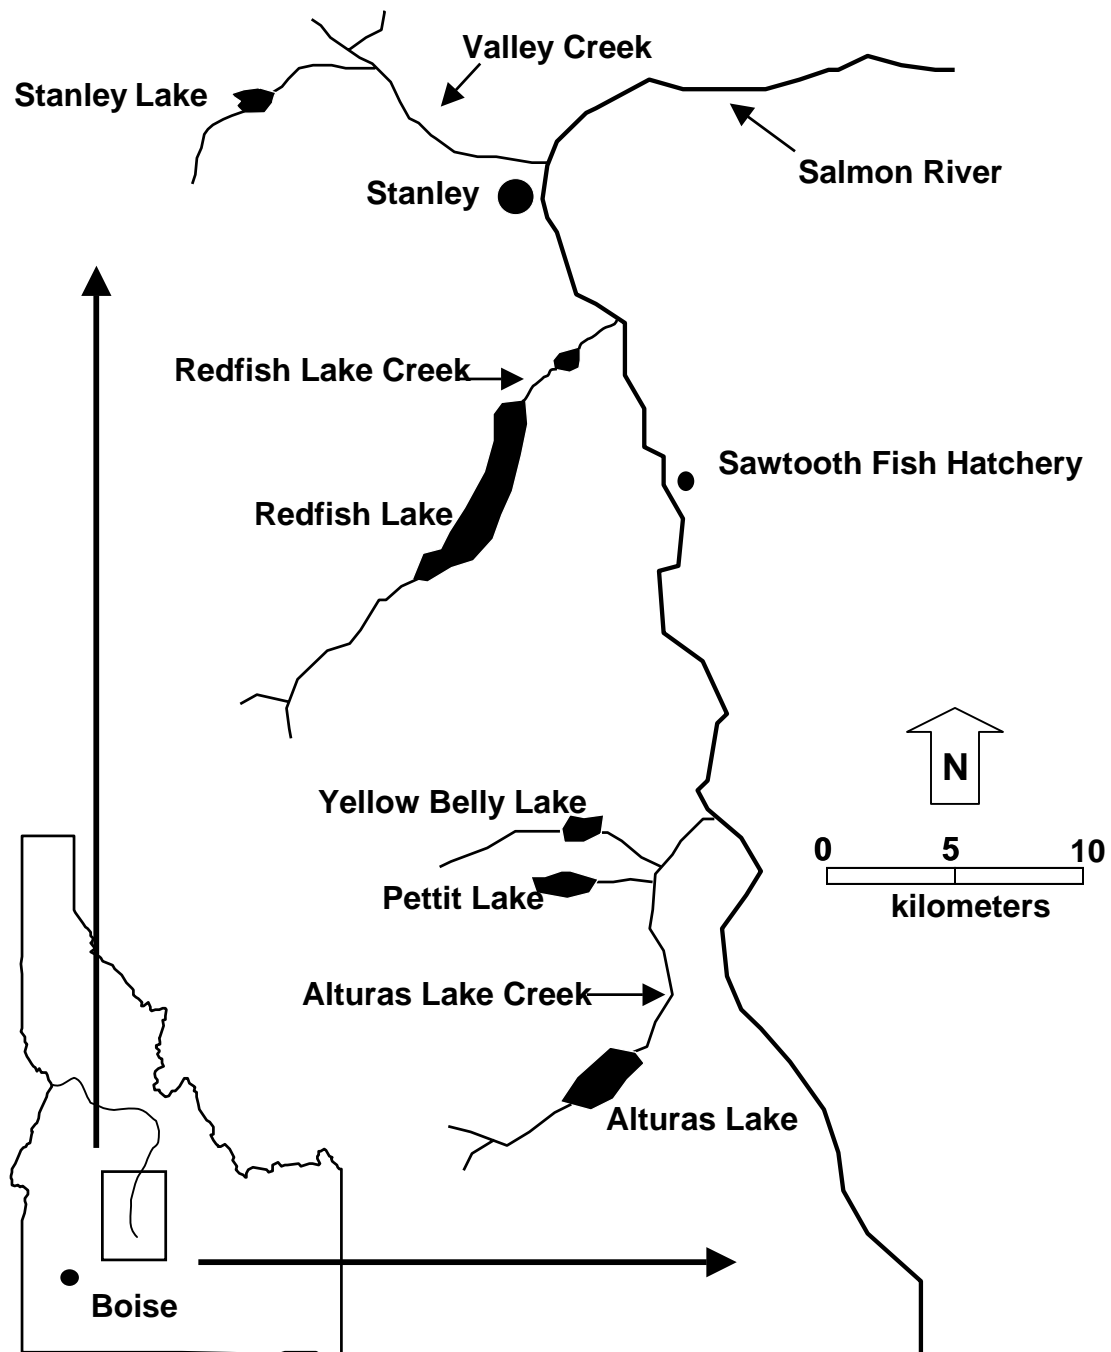 Valley Creek
Stanley Lake
Salmon River
Stanley
Redfish Lake Creek
Sawtooth Fish Hatchery
Redfish Lake
N
Yellow Belly Lake
0 5 10
Pettit Lake
kilometers
Alturas Lake Creek
Alturas Lake
Boise